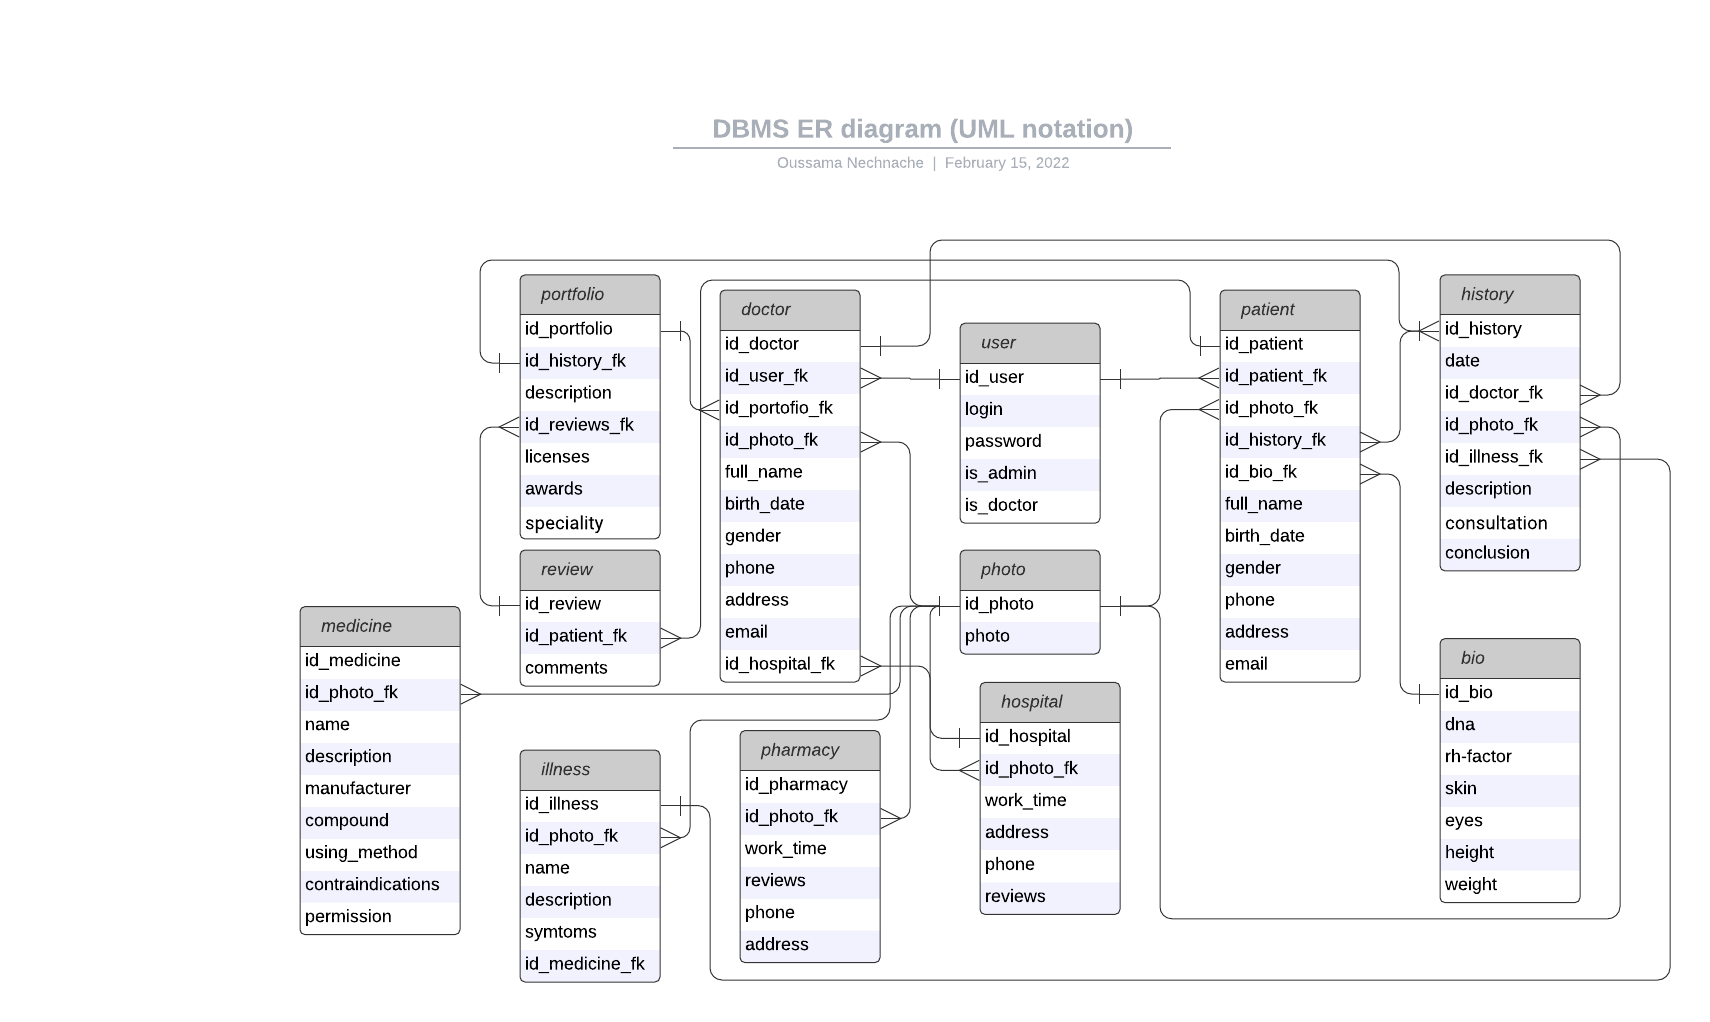 DBMS ER diagram (UML notation)
Oussama Nechnache | February 15, 2022
portfolio
id_portfolio
id_history_fk
description
id_reviews_fk
licenses
awards
speciality
review
id_review
id_patient_fk
comments
medicine
id_medicine
id_photo_fk
name
description
manufacturer
compound
using_method
contraindications
permission
illness
id_illness
id_photo_fk
name
description
symtoms
id_medicine_fk
doctor
id_doctor
id_user_fk
id_portofio_fk
id_photo_fk
full_name
birth_date
gender
phone
address
email
id_hospital_fk
pharmacy
id_pharmacy
id_photo_fk
work_time
reviews
phone
address
user
id_user
login
password
is_admin
is_doctor
photo
id_photo
photo
hospital
id_hospital
id_photo_fk
work_time
address
phone
reviews
patient
id_patient
id_patient_fk
id_photo_fk
id_history_fk
id_bio_fk
full_name
birth_date
gender
phone
address
email
history
id_history
date
id_doctor_fk
id_photo_fk
id_illness_fk
description
consultation
conclusion
bio
id_bio
dna
rh-factor
skin
eyes
height
weight